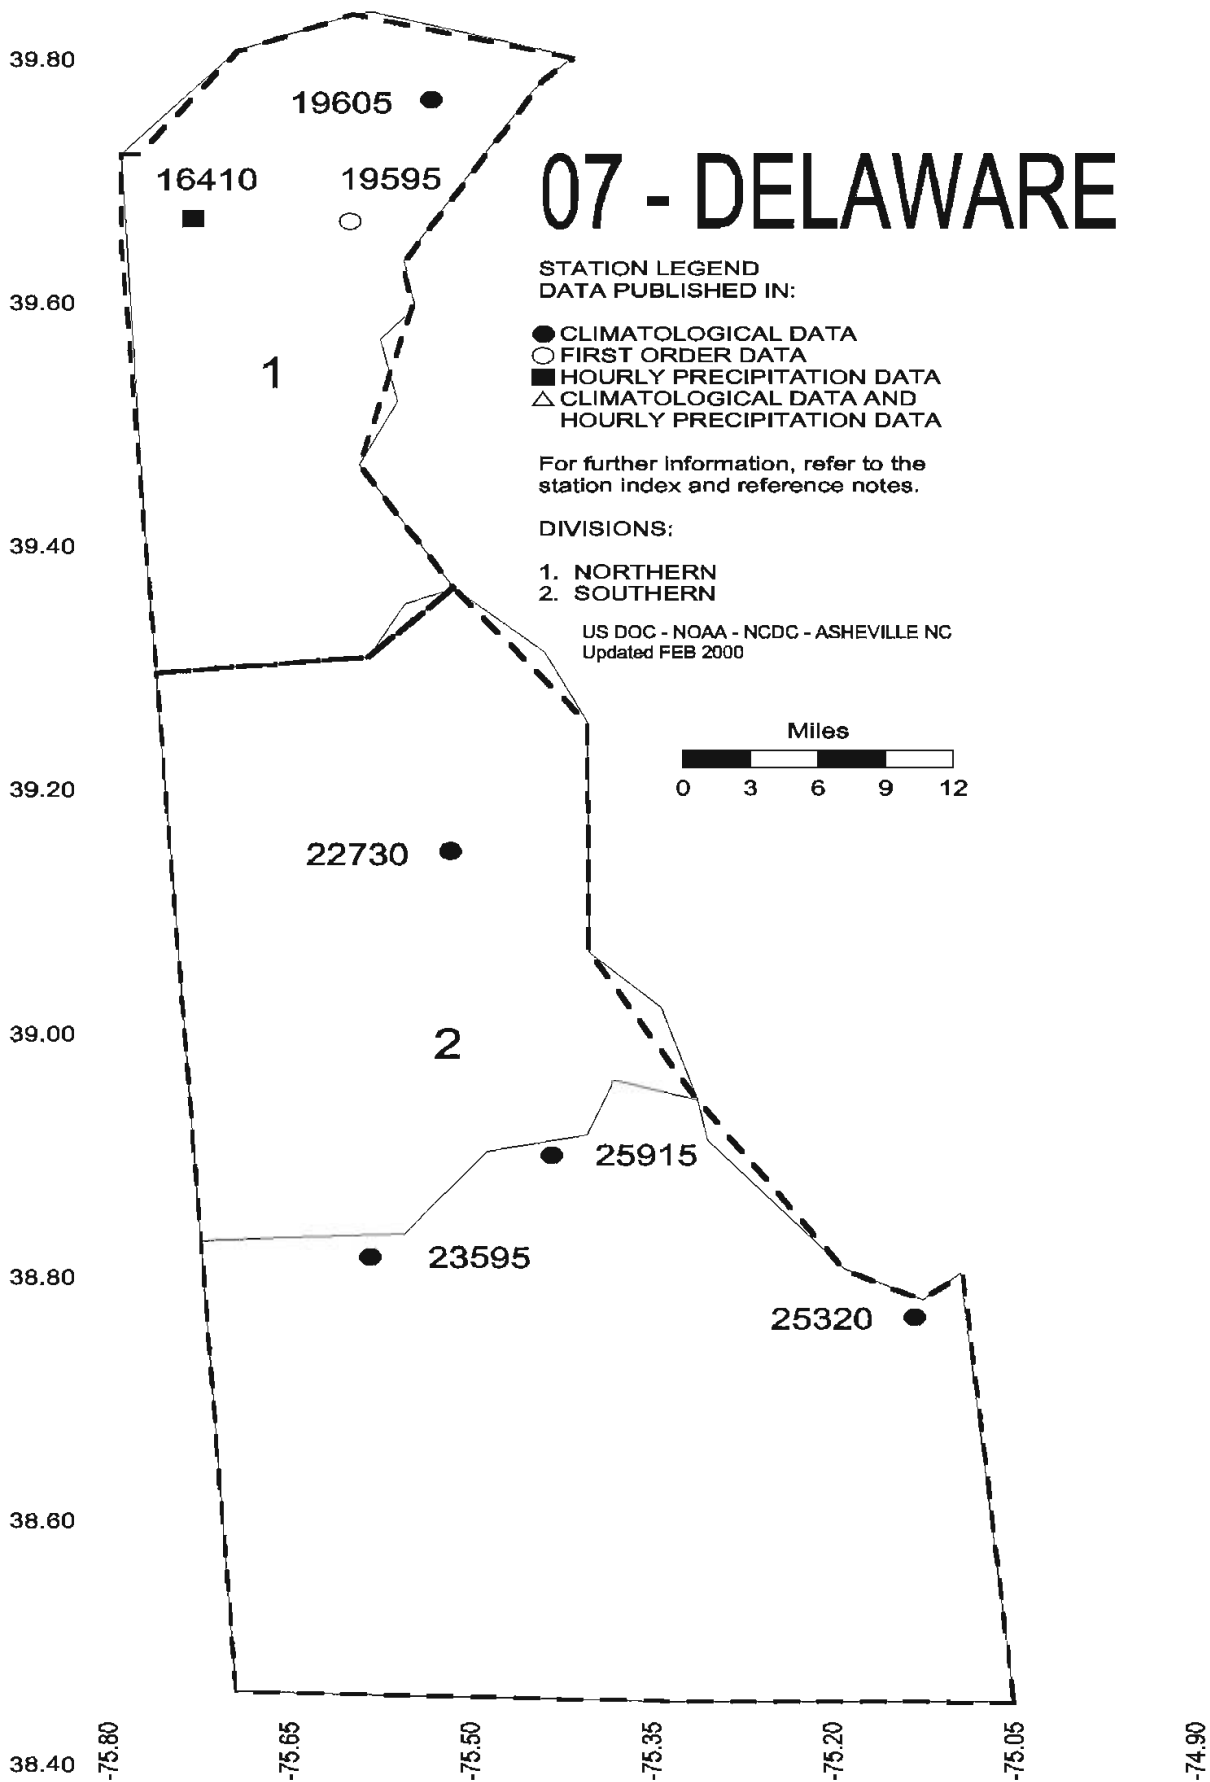 39.80
19605
07 - DELAWARE
16410
19595
STATION LEGEND
DATA PUBLISHED IN:
39.60
CLIMATOLOGICAL DATA
FIRST ORDER DATA
HOURLY PRECIPITATION DATA
CLIMATOLOGICAL DATA AND
HOURLY PRECIPITATION DATA
1
For further information, refer to the
station index and reference notes.
DIVISIONS:
39.40
1. NORTHERN
2. SOUTHERN
US DOC - NOAA - NCDC - ASHEVILLE NC
Updated FEB 2000
Miles
0 3 6 9 12
39.20
22730
39.00
2
25915
23595
38.80
25320
38.60
38.40
-75.80
-75.65
-75.50
-75.35
-75.20
-75.05
-74.90